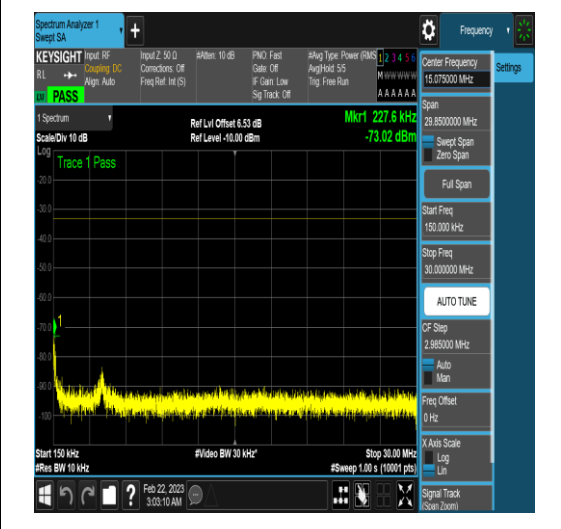 Spectrum Analyzer 1
Swept SA
Frequency
KEYSIGHT
RL
PASS
Input: RF
Coupling: DC
Align: Auto
Input Z: 50 Ω
Corrections: Off
Freq Ref: Int (S)
#Atten: 10 dB
PNO: Fast
Gate: Off
IF Gain: Low
Sig Track: Off
#Avg Type: Power (RMS
Avg|Hold: 5/5
Trig: Free Run
1 2 3 4 5 6
M w w w w w
A A A A A A
1 Spectrum
Scale/Div 10 dB
Ref Lvl Offset 6.53 dB
Ref Level -10.00 dBm
Mkr1 227.6 kHz
-73.02 dBm
Log
Trace 1 Pass
-20.0
-30.0
-40.0
-50.0
-60.0
-70.0
-80.0
-90.0
-100
1
Start 150 kHz
#Res BW 10 kHz
#Video BW 30 kHz*
Stop 30.00 MHz
#Sweep 1.00 s (10001 pts)
Feb 22, 2023
3:03:10 AM
Center Frequency
15.075000 MHz
Span
29.8500000 MHz
Swept Span
Zero Span
Full Span
Start Freq
150.000 kHz
Stop Freq
30.000000 MHz
AUTO TUNE
CF Step
2.985000 MHz
Auto
Man
Freq Offset
0 Hz
X Axis Scale
Log
Lin
Signal Track
(Span Zoom)
Settings